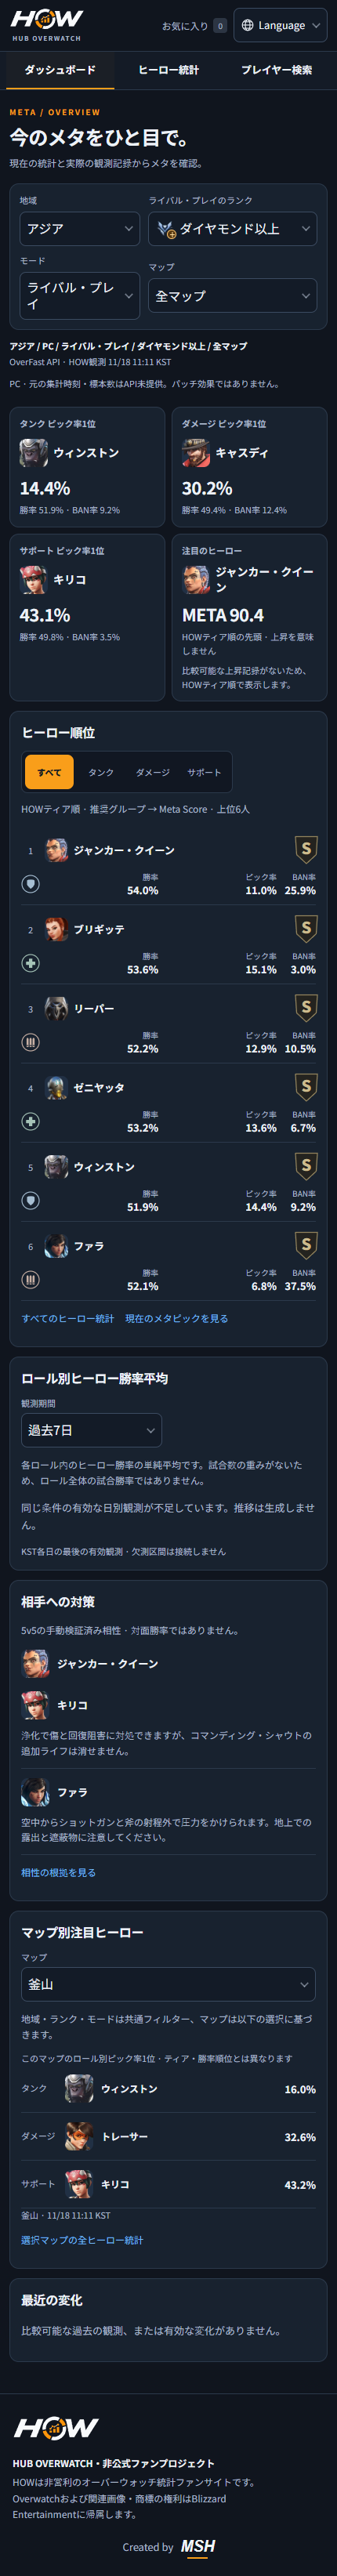 HOW
HUB OVERWATCH
お気に入り 0
Language
ダッシュボード
ヒーロー統計
プレイヤー検索
META / OVERVIEW
今のメタをひと目で。
現在の統計と実際の観測記録からメタを確認。
地域
ライバル・プレイのランク
アジア
ダイヤモンド以上
モード
マップ
ライバル・プレ
イ
全マップ
アジア / PC / ライバル・プレイ / ダイヤモンド以上 / 全マップ
OverFast API · HOW観測 11/18 11:11 KST
PC · 元の集計時刻・標本数はAPI未提供。パッチ効果ではありません。
タンク ピック率1位
ウィンストン
14.4%
勝率 51.9% · BAN率 9.2%
ダメージ ピック率1位
キャスディ
30.2%
勝率 49.4% · BAN率 12.4%
サポート ピック率1位
キリコ
43.1%
勝率 49.8% · BAN率 3.5%
注目のヒーロー
ジャンカー・クイー
ン
META 90.4
HOWティア順の先頭 · 上昇を意味
しません
比較可能な上昇記録がないため、
HOWティア順で表示します。
ヒーロー順位
すべて
タンク
ダメージ
サポート
HOWティア順 · 推奨グループ → Meta Score · 上位6人
1 ジャンカー・クイーン S
勝率 ピック率 BAN率
54.0% 11.0% 25.9%
2 ブリギッテ S
勝率 ピック率 BAN率
53.6% 15.1% 3.0%
3 リーパー S
勝率 ピック率 BAN率
52.2% 12.9% 10.5%
4 ゼニヤッタ S
勝率 ピック率 BAN率
53.2% 13.6% 6.7%
5 ウィンストン S
勝率 ピック率 BAN率
51.9% 14.4% 9.2%
6 ファラ S
勝率 ピック率 BAN率
52.1% 6.8% 37.5%
すべてのヒーロー統計 現在のメタピックを見る
ロール別ヒーロー勝率平均
観測期間
過去7日
各ロール内のヒーロー勝率の単純平均です。試合数の重みがないた
め、ロール全体の試合勝率ではありません。
同じ条件の有効な日別観測が不足しています。推移は生成しませ
ん。
KST各日の最後の有効観測 · 欠測区間は接続しません
相手への対策
5v5の手動検証済み相性 · 対面勝率ではありません。
ジャンカー・クイーン
キリコ
浄化で傷と回復阻害に対処できますが、コマンディング・シャウトの
追加ライフは消せません。
ファラ
空中からショットガンと斧の射程外で圧力をかけられます。地上での
露出と遮蔽物に注意してください。
相性の根拠を見る
マップ別注目ヒーロー
マップ
釜山
地域・ランク・モードは共通フィルター、マップは以下の選択に基づ
きます。
このマップのロール別ピック率1位 · ティア・勝率順位とは異なります
タンク ウィンストン 16.0%
ダメージ トレーサー 32.6%
サポート キリコ 43.2%
釜山 · 11/18 11:11 KST
選択マップの全ヒーロー統計
最近の変化
比較可能な過去の観測、または有効な変化がありません。
HOW
HUB OVERWATCH • 非公式ファンプロジェクト
HOWは非営利のオーバーウォッチ統計ファンサイトです。
Overwatchおよび関連画像・商標の権利はBlizzard
Entertainmentに帰属します。
Created by MSH